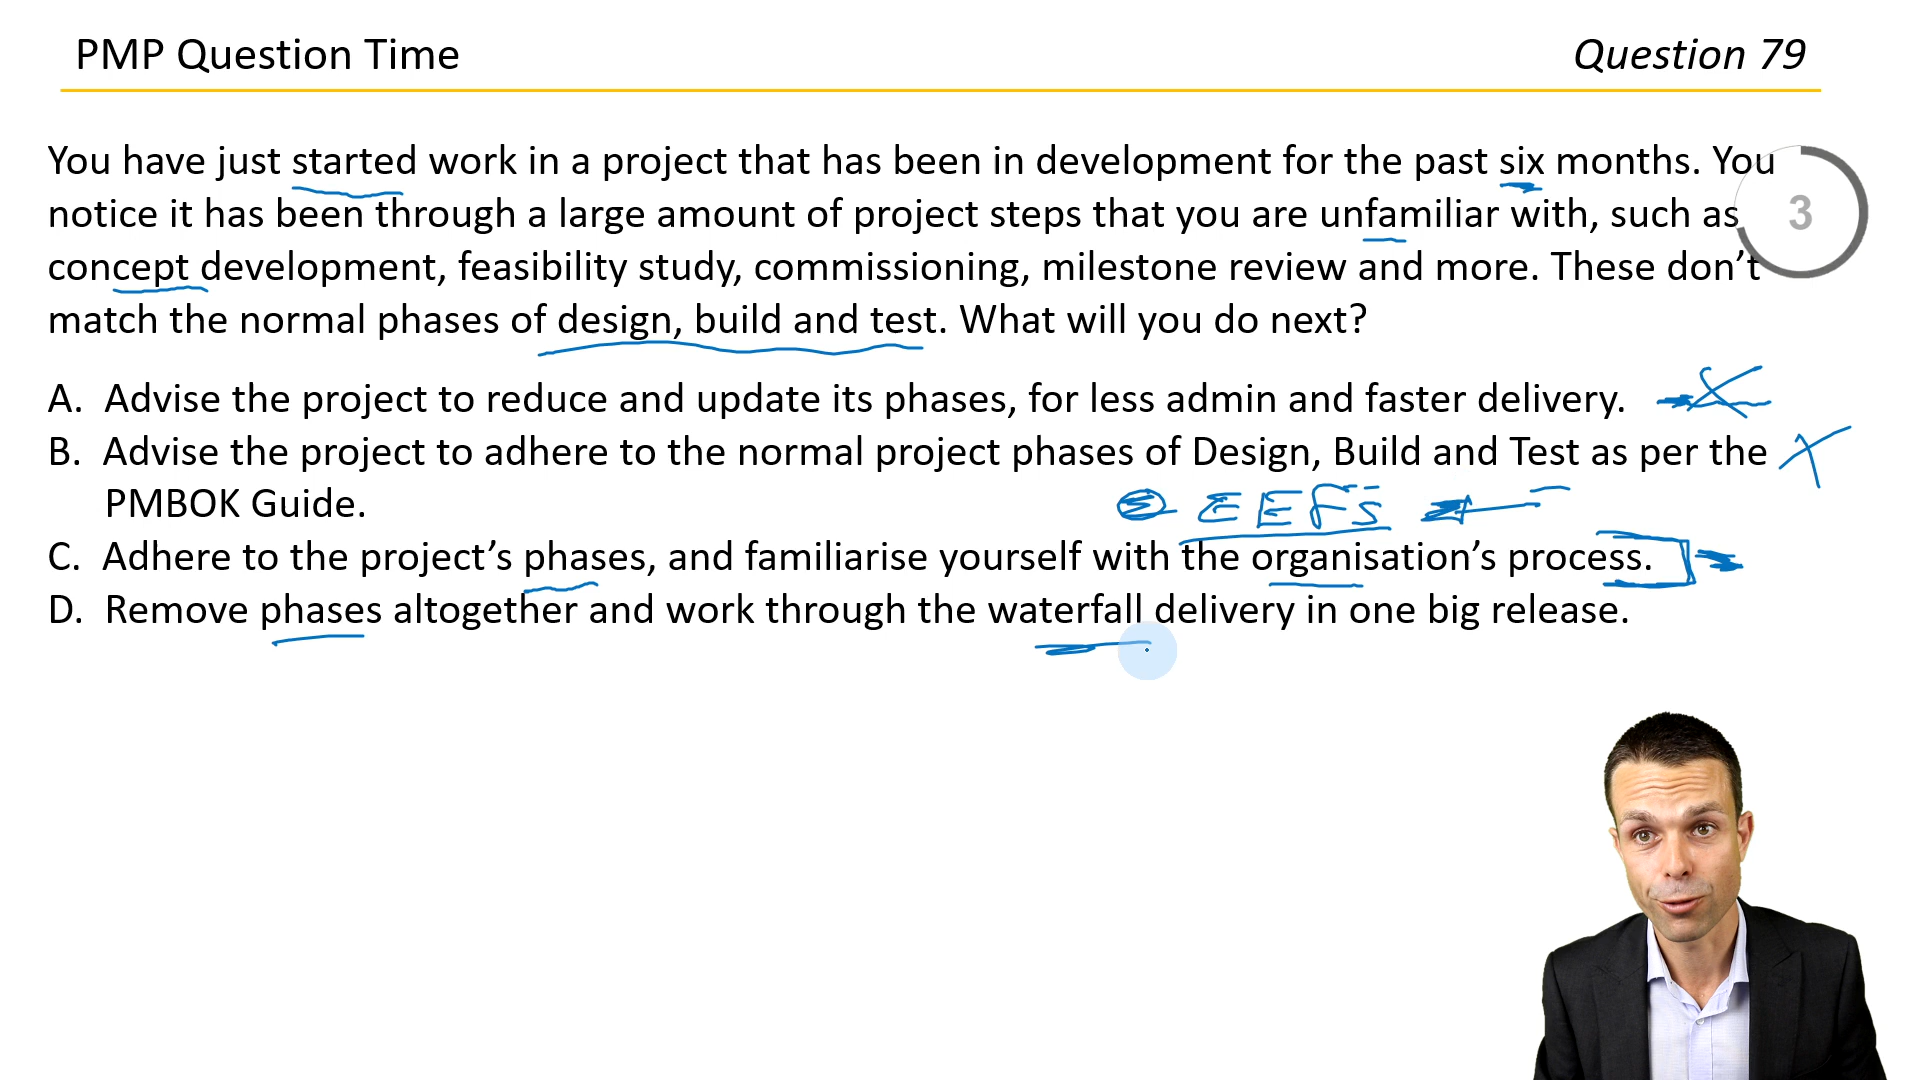 PMP Question Time
Question 79
You have just started work in a project that has been in development for the past six months. You
notice it has been through a large amount of project steps that you are unfamiliar with, such as
3
concept development, feasibility study, commissioning, milestone review and more. These don’t
match the normal phases of design, build and test. What will you do next?
A. Advise the project to reduce and update its phases, for less admin and faster delivery.
B. Advise the project to adhere to the normal project phases of Design, Build and Test as per the
PMBOK Guide.
EEFs
C. Adhere to the project’s phases, and familiarise yourself with the organisation’s process.
D. Remove phases altogether and work through the waterfall delivery in one big release.